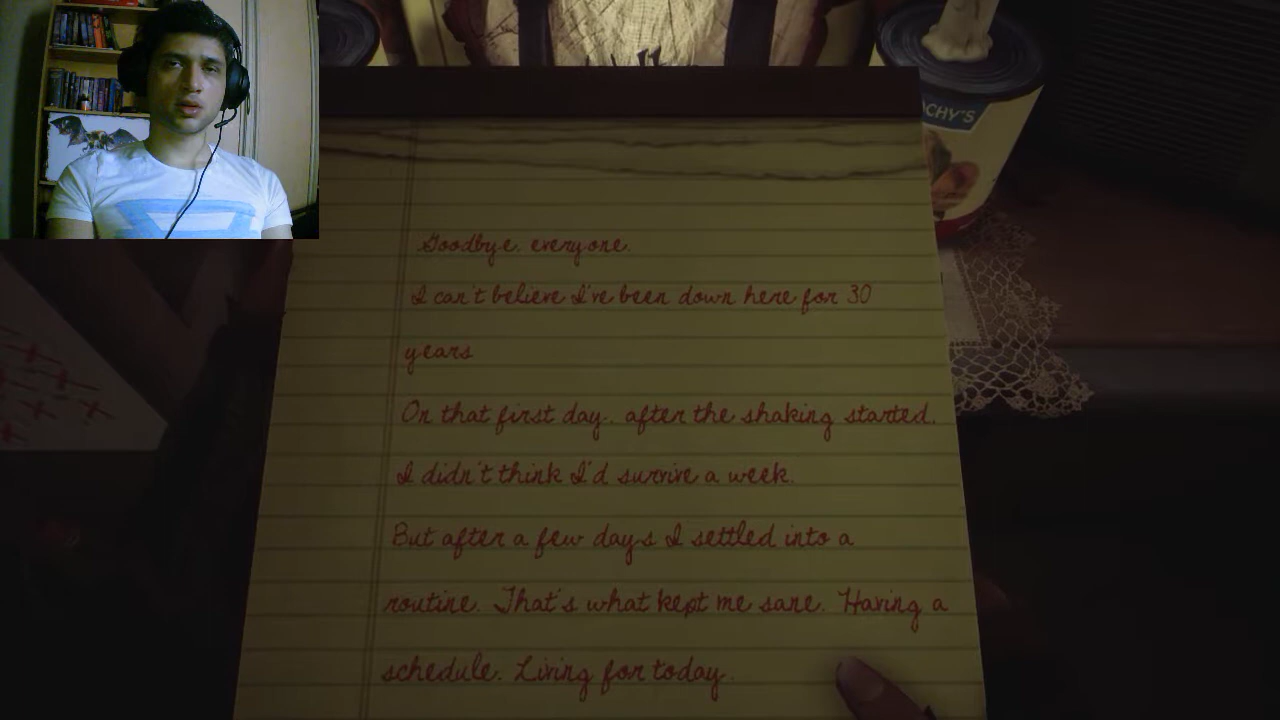 ACHY'S
Goodbye, everyone.
I can't believe I've been down here for 30
years
On that first day, after the shaking started,
I didn't think I'd survive a week.
But after a few days I settled into a
routine. That's what kept me sane. Having a
schedule. Living for today.